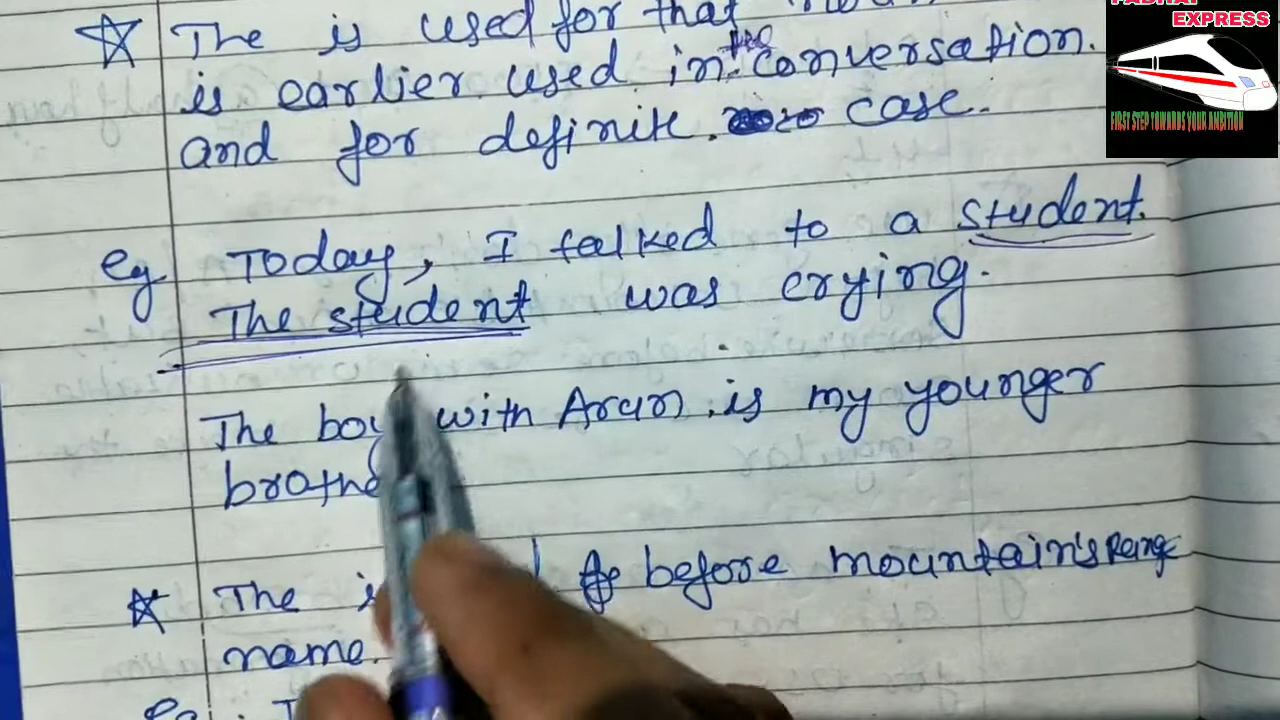 EXPRESS
FIRST STEP TOWARDS YOUR AMBITION
The is used for that
is earlier used in the conversation.
and for definite. case.
eg Today, I talked to a student.
The student was crying.
The boy with Arun is my younger
The before mountain's Range
name.